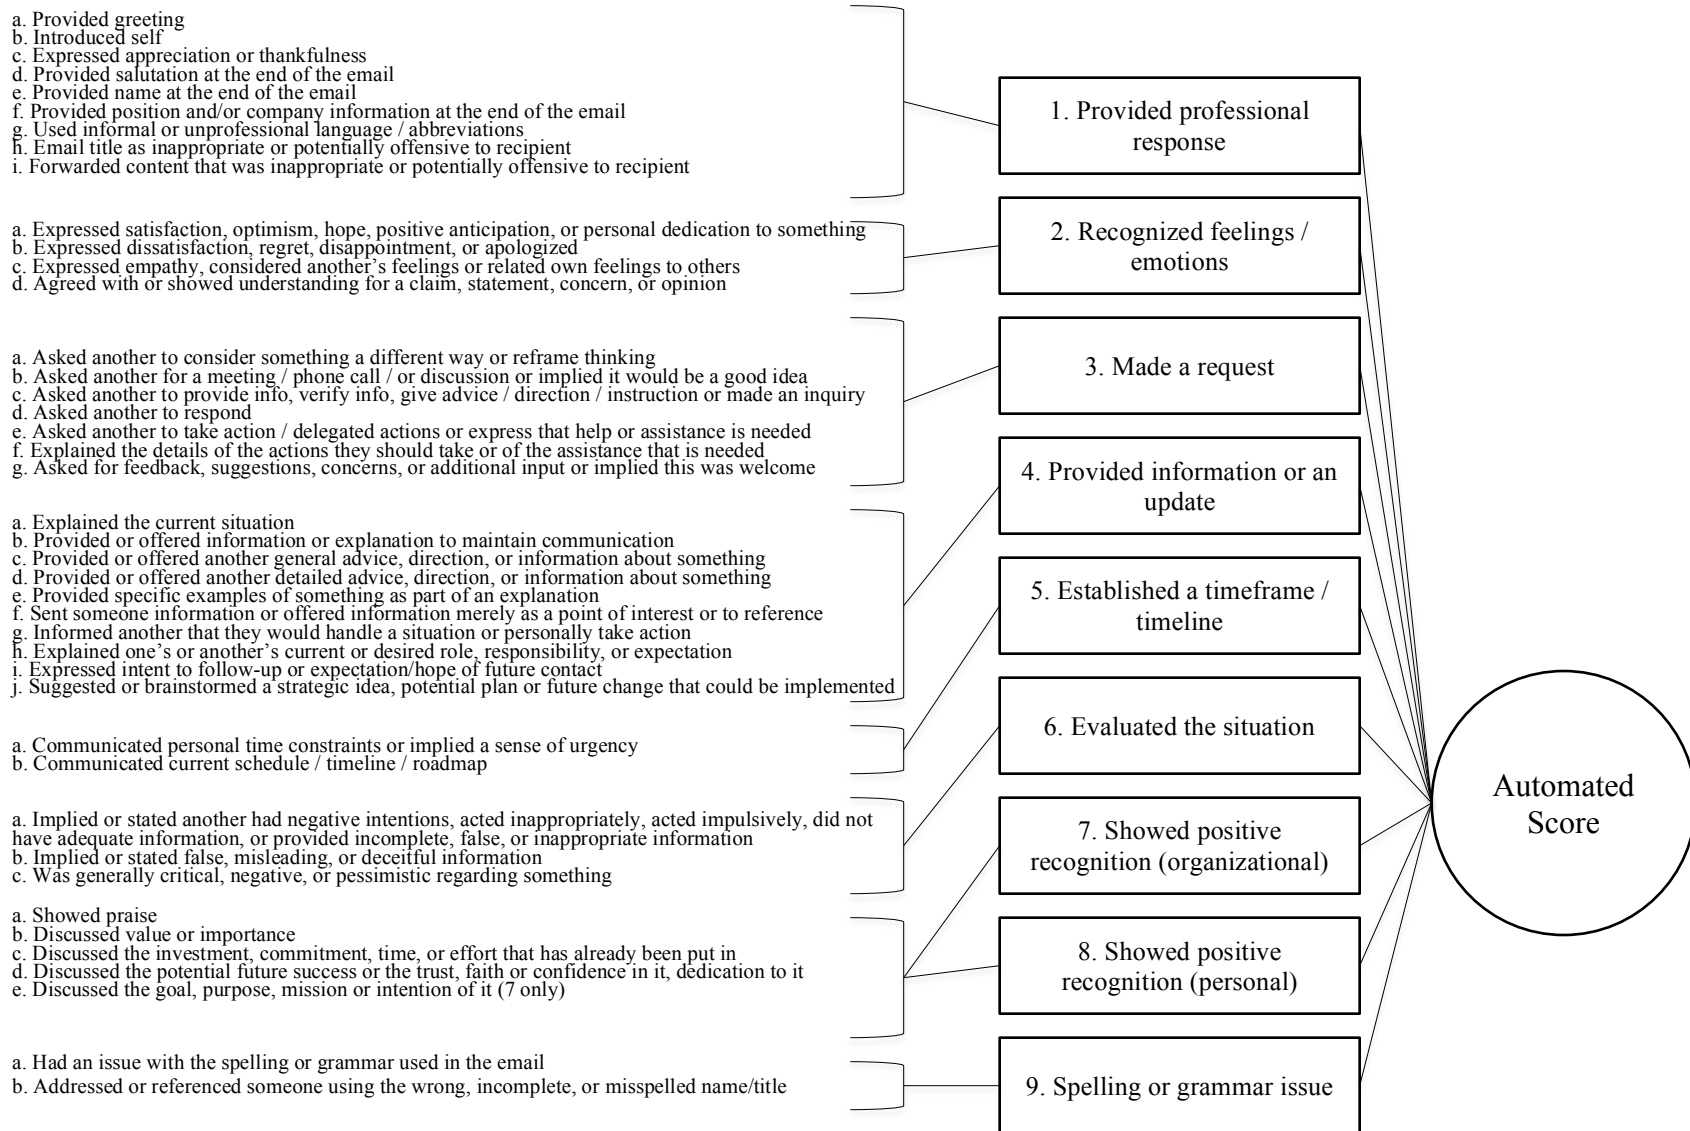 a. Provided greeting
b. Introduced self
c. Expressed appreciation or thankfulness
d. Provided salutation at the end of the email
e. Provided name at the end of the email
f. Provided position and/or company information at the end of the email
g. Used informal or unprofessional language / abbreviations
h. Email title as inappropriate or potentially offensive to recipient
i. Forwarded content that was inappropriate or potentially offensive to recipient
1. Provided professional
response
a. Expressed satisfaction, optimism, hope, positive anticipation, or personal dedication to something
b. Expressed dissatisfaction, regret, disappointment, or apologized
c. Expressed empathy, considered another’s feelings or related own feelings to others
d. Agreed with or showed understanding for a claim, statement, concern, or opinion
2. Recognized feelings /
emotions
a. Asked another to consider something a different way or reframe thinking
b. Asked another for a meeting / phone call / or discussion or implied it would be a good idea
c. Asked another to provide info, verify info, give advice / direction / instruction or made an inquiry
d. Asked another to respond
e. Asked another to take action / delegated actions or express that help or assistance is needed
f. Explained the details of the actions they should take or of the assistance that is needed
g. Asked for feedback, suggestions, concerns, or additional input or implied this was welcome
3. Made a request
a. Explained the current situation
b. Provided or offered information or explanation to maintain communication
c. Provided or offered another general advice, direction, or information about something
d. Provided or offered another detailed advice, direction, or information about something
e. Provided specific examples of something as part of an explanation
f. Sent someone information or offered information merely as a point of interest or to reference
g. Informed another that they would handle a situation or personally take action
h. Explained one’s or another’s current or desired role, responsibility, or expectation
i. Expressed intent to follow-up or expectation/hope of future contact
j. Suggested or brainstormed a strategic idea, potential plan or future change that could be implemented
4. Provided information or an
update
a. Communicated personal time constraints or implied a sense of urgency
b. Communicated current schedule / timeline / roadmap
5. Established a timeframe /
timeline
a. Implied or stated another had negative intentions, acted inappropriately, acted impulsively, did not
have adequate information, or provided incomplete, false, or inappropriate information
b. Implied or stated false, misleading, or deceitful information
c. Was generally critical, negative, or pessimistic regarding something
6. Evaluated the situation
a. Showed praise
b. Discussed value or importance
c. Discussed the investment, commitment, time, or effort that has already been put in
d. Discussed the potential future success or the trust, faith or confidence in it, dedication to it
e. Discussed the goal, purpose, mission or intention of it (7 only)
7. Showed positive
recognition (organizational)
8. Showed positive
recognition (personal)
a. Had an issue with the spelling or grammar used in the email
b. Addressed or referenced someone using the wrong, incomplete, or misspelled name/title
9. Spelling or grammar issue
Automated
Score